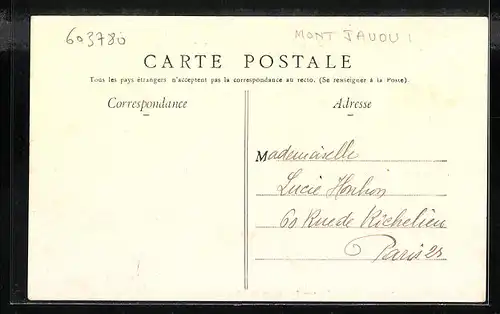 603780
MONT JAVOU
CARTE POSTALE
Tous les pays étrangers n'acceptent pas la correspondance au recto. (Se renseigner à la Poste).
Correspondance
Adresse
Mademoiselle
Lucie
60 Rue de Richelieu
Paris